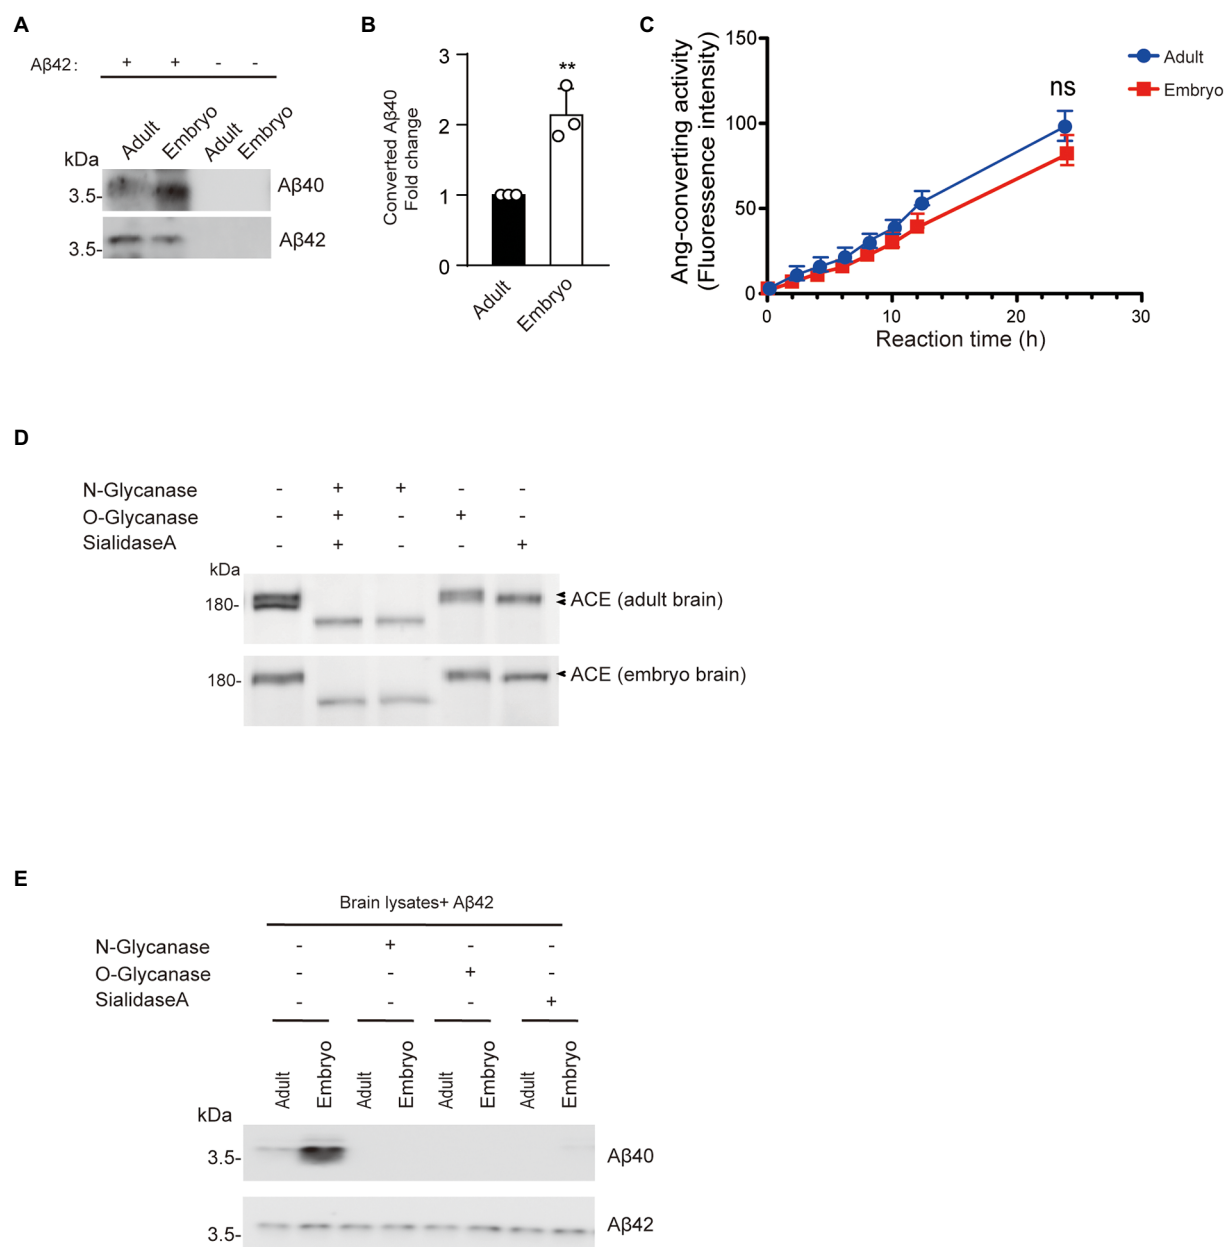 A
Aβ42 : + + - -
Adult Embryo Adult Embryo
kDa
3.5-
Aβ40
3.5-
Aβ42
B
Converted Aβ40
Fold change
3
2
1
0
**
Adult Embryo
C
Ang-converting activity
(Fluoressence intensity)
150
100
50
0
0 10 20 30
Reaction time (h)
ns
Adult
Embryo
D
N-Glycanase - + + - -
O-Glycanase - + - + -
SialidaseA - + - - +
kDa
180-
ACE (adult brain)
180-
ACE (embryo brain)
E
Brain lysates+ Aβ42
N-Glycanase - + - -
O-Glycanase - - + -
SialidaseA - - - +
Adult Embryo Adult Embryo Adult Embryo Adult Embryo
kDa
3.5-
Aβ40
3.5-
Aβ42